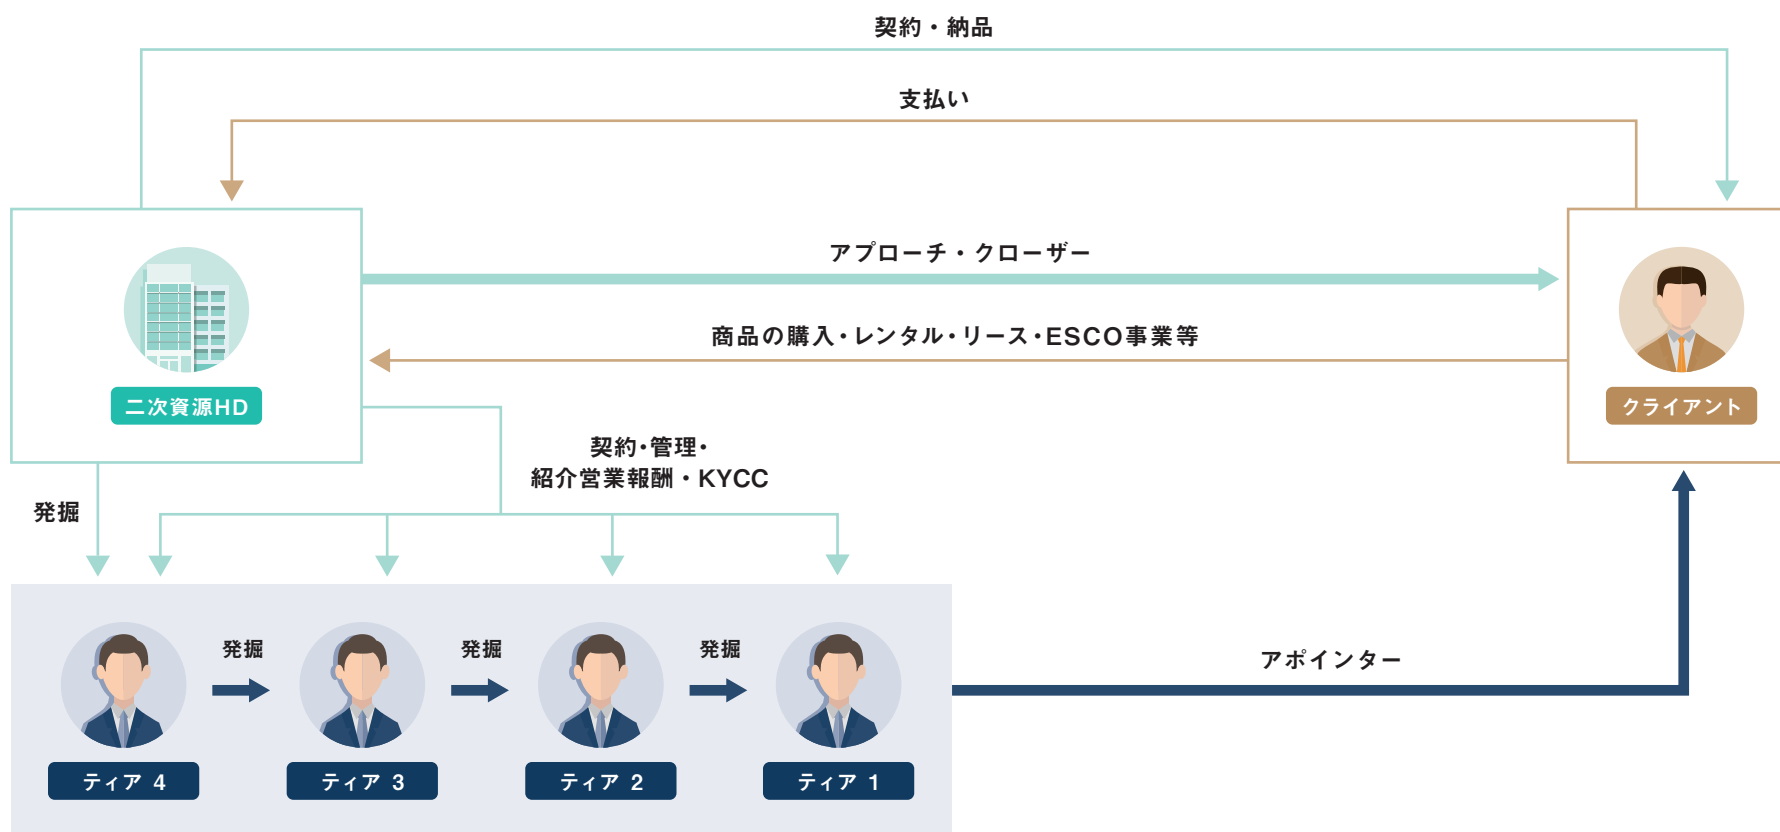 契約・納品
支払い
アプローチ・クローザー
商品の購入・レンタル・リース・ESCO事業等
二次資源HD
クライアント
契約・管理・
紹介営業報酬・KYCC
発掘
発掘
発掘
発掘
アポインター
ティア 4
ティア 3
ティア 2
ティア 1